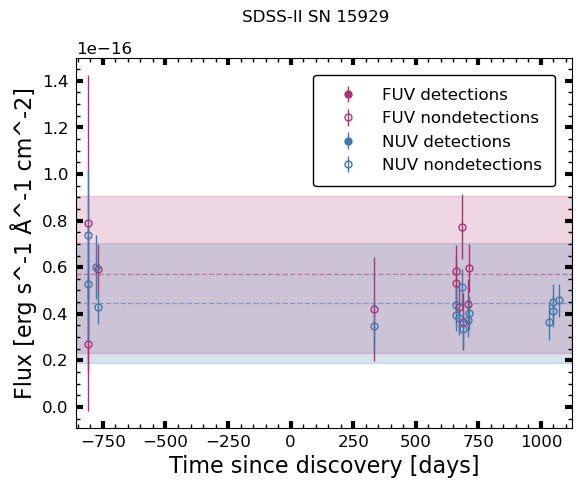 SDSS-II SN 15929
1e−16
Flux [erg s^-1 Å^-1 cm^-2]
1.4
1.2
1.0
0.8
0.6
0.4
0.2
0.0
FUV detections
FUV nondetections
NUV detections
NUV nondetections
−750 −500 −250 0 250 500 750 1000
Time since discovery [days]